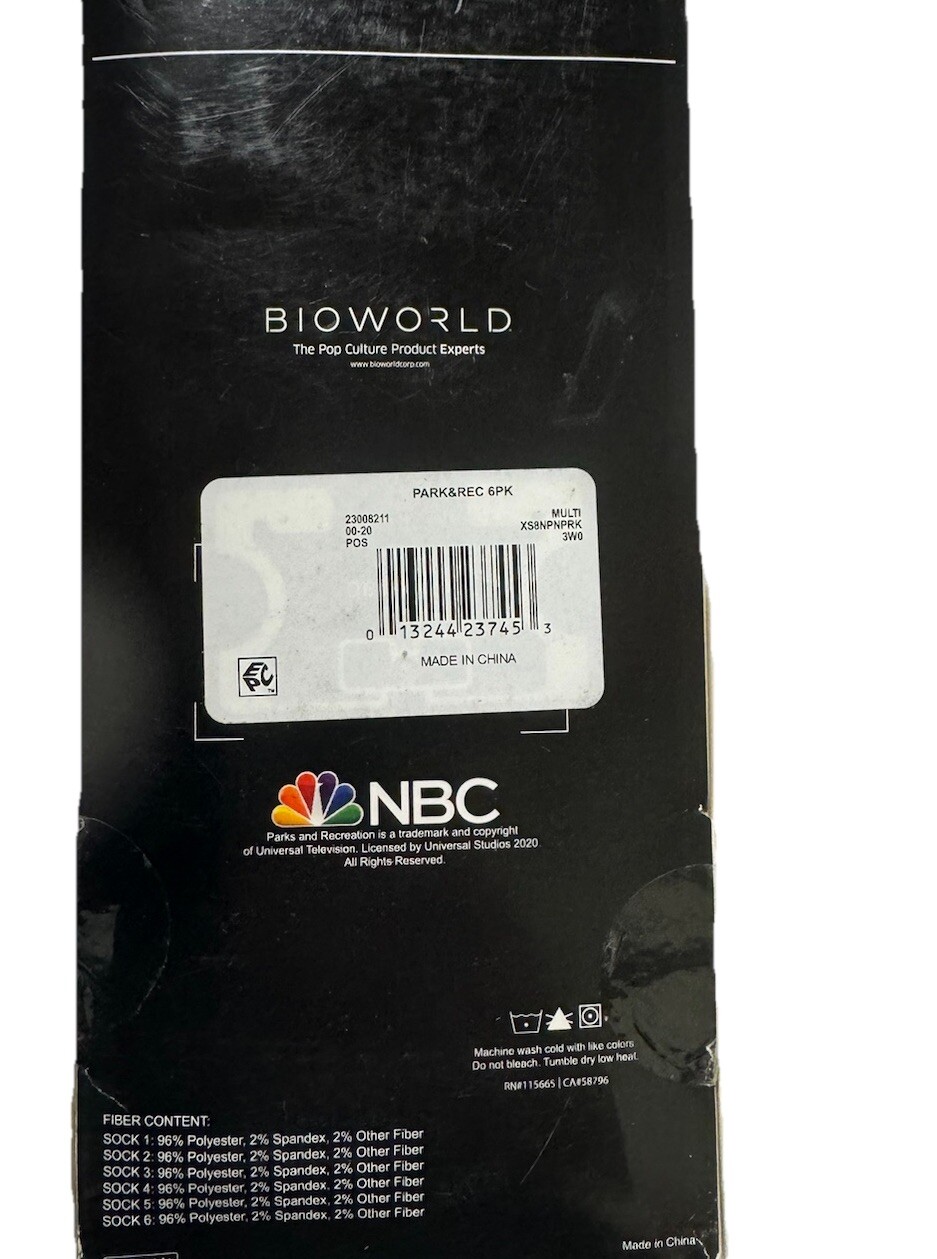 BIOWORLD
The Pop Culture Product Experts
www.bioworldcorp.com
PARK&REC 6PK
23008211
00-20
POS
MULTI
XS8NPNPRK
3W0
0 13244 23745 3
MADE IN CHINA
EPC™
NBC
Parks and Recreation is a trademark and copyright
of Universal Television. Licensed by Universal Studios 2020
All Rights Reserved.
Machine wash cold with like colors
Do not bleach. Tumble dry low heat.
RN#115665 | CA#58796
FIBER CONTENT:
SOCK 1: 96% Polyester, 2% Spandex, 2% Other Fiber
SOCK 2: 96% Polyester, 2% Spandex, 2% Other Fiber
SOCK 3: 96% Polyester, 2% Spandex, 2% Other Fiber
SOCK 4: 96% Polyester, 2% Spandex, 2% Other Fiber
SOCK 5: 96% Polyester, 2% Spandex, 2% Other Fiber
SOCK 6: 96% Polyester, 2% Spandex, 2% Other Fiber
Made in China